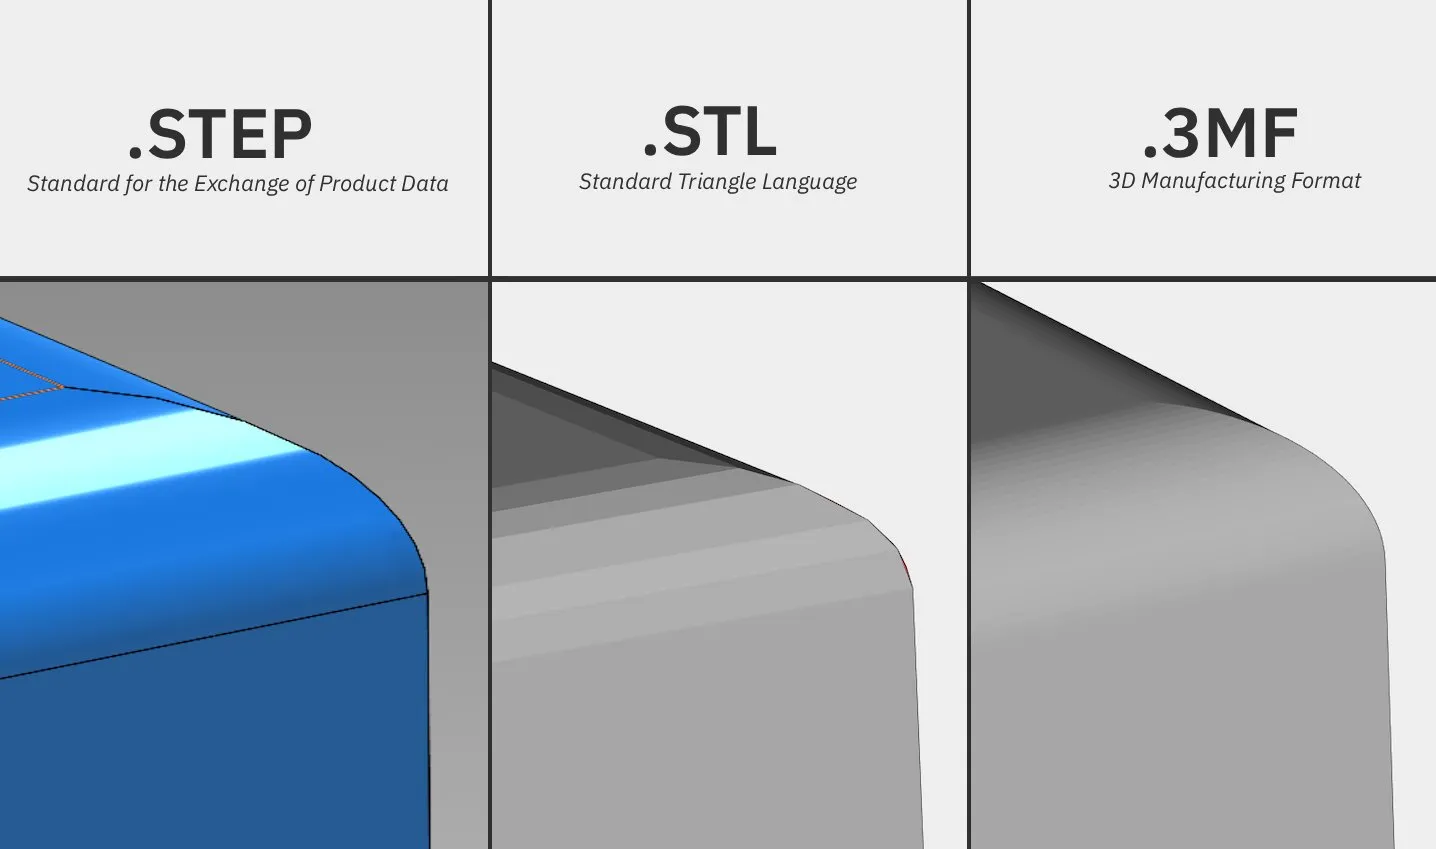 .STEP
Standard for the Exchange of Product Data
.STL
Standard Triangle Language
.3MF
3D Manufacturing Format